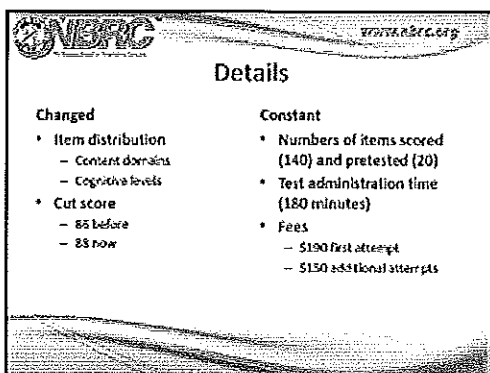 NBRC
www.nbrc.org
Details
Changed
• Item distribution
– Content domains
– Cognitive levels
• Cut score
– 86 before
– 88 now
Constant
• Numbers of items scored
(140) and pretested (20)
• Test administration time
(180 minutes)
• Fees
– $190 first attempt
– $150 additional attempts